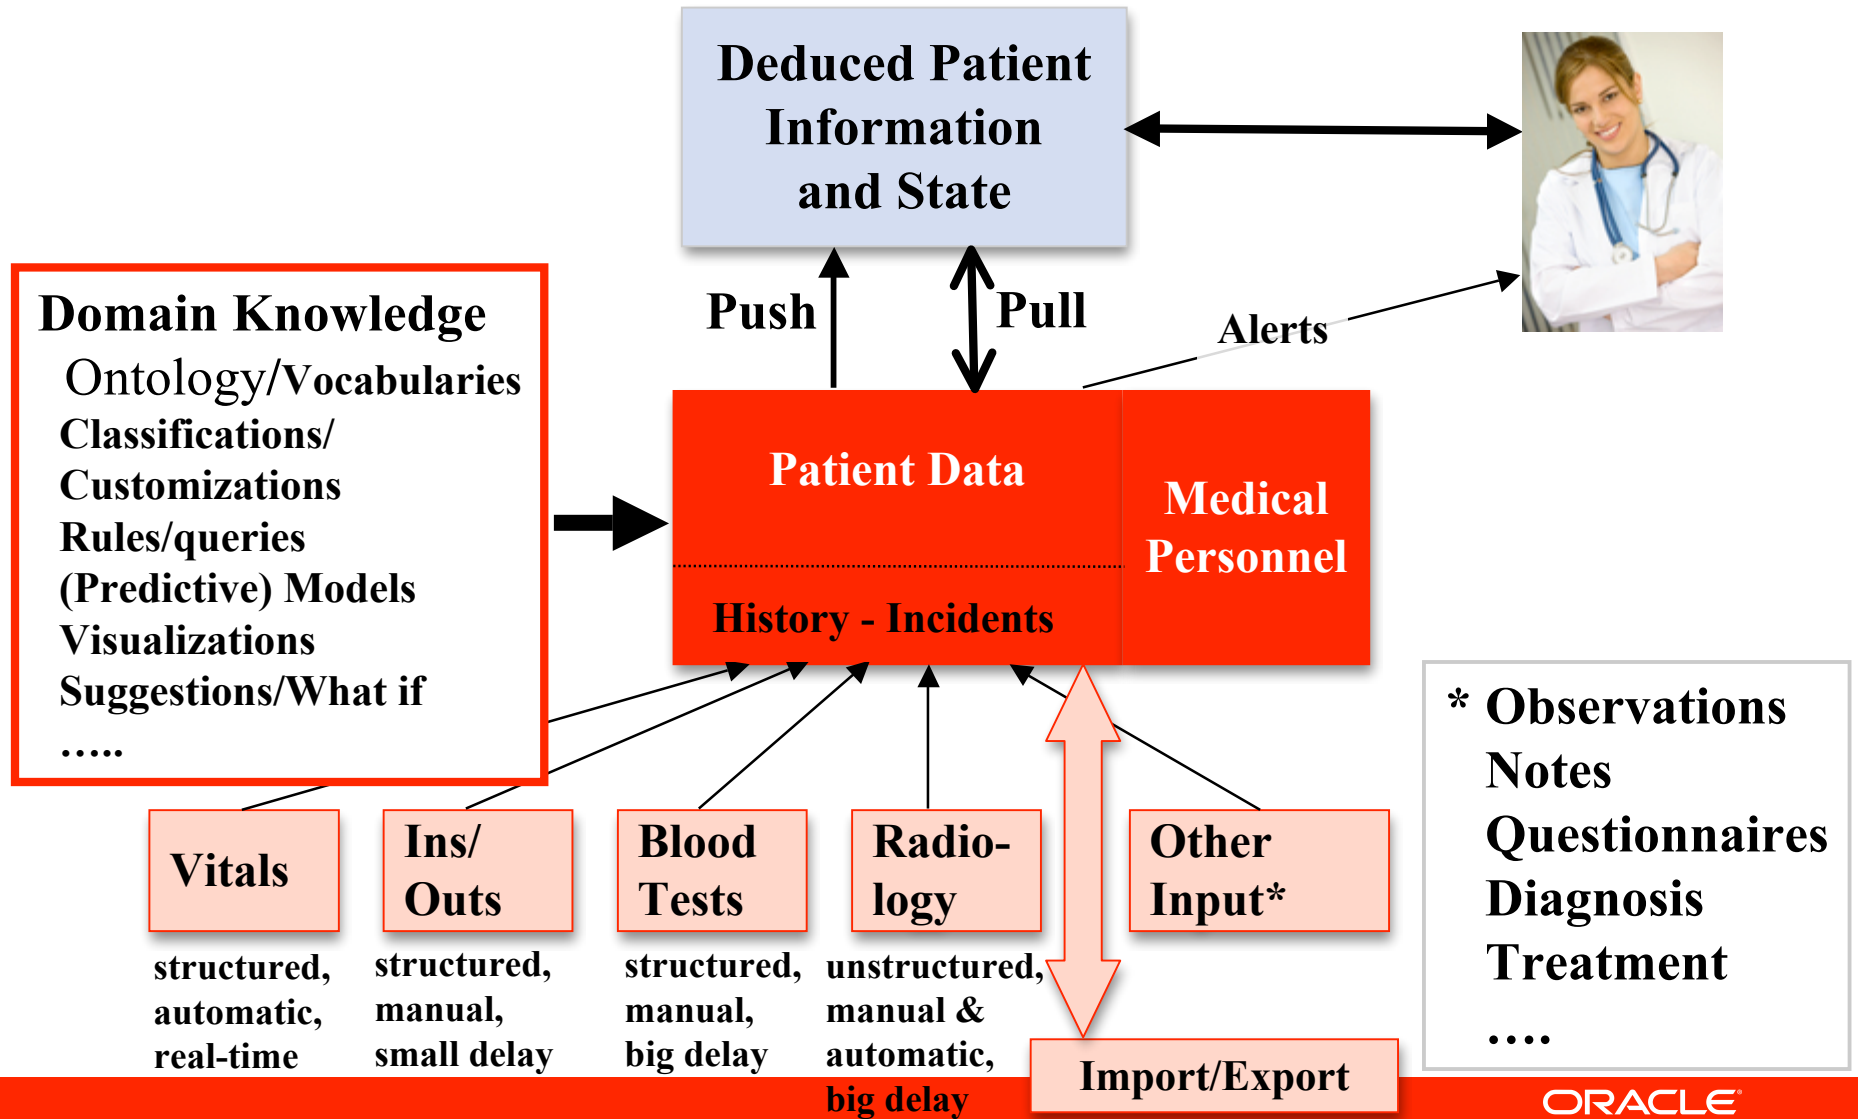 Deduced Patient
Information
and State
Push
Pull
Alerts
Domain Knowledge
Ontology/Vocabularies
Classifications/
Customizations
Rules/queries
(Predictive) Models
Visualizations
Suggestions/What if
.....
Patient Data
History - Incidents
Medical
Personnel
Vitals
structured,
automatic,
real-time
Ins/
Outs
structured,
manual,
small delay
Blood
Tests
structured,
manual,
big delay
Radio-
logy
unstructured,
manual &
automatic,
big delay
Other
Input*
Import/Export
* Observations
Notes
Questionnaires
Diagnosis
Treatment
....
ORACLE